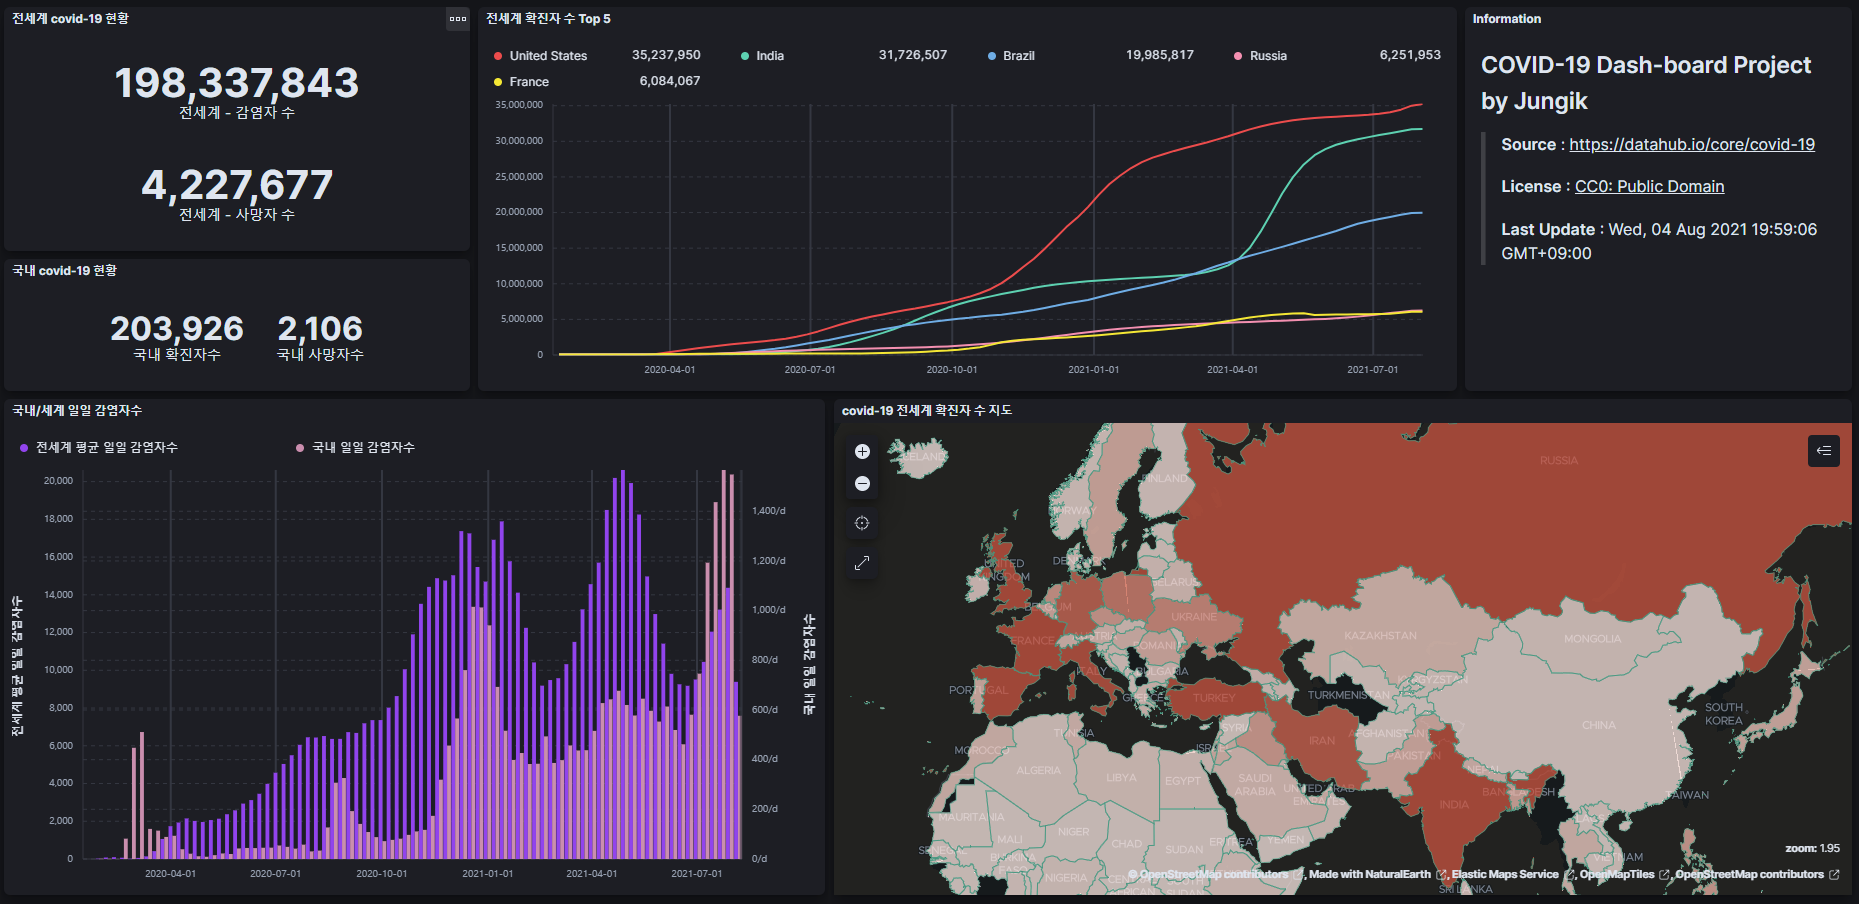 전세계 covid-19 현황
198,337,843
전세계 - 감염자 수
4,227,677
전세계 - 사망자 수
국내 covid-19 현황
203,926
국내 확진자수
2,106
국내 사망자수
전세계 확진자 수 Top 5
United States 35,237,950
India 31,726,507
Brazil 19,985,817
Russia 6,251,953
France 6,084,067
35,000,000
30,000,000
25,000,000
20,000,000
15,000,000
10,000,000
5,000,000
0
2020-04-01
2020-07-01
2020-10-01
2021-01-01
2021-04-01
2021-07-01
Information
COVID-19 Dash-board Project
by Jungik
Source : https://datahub.io/core/covid-19
License : CC0: Public Domain
Last Update : Wed, 04 Aug 2021 19:59:06
GMT+09:00
국내/세계 일일 감염자수
전세계 평균 일일 감염자수
국내 일일 감염자수
전세계 평균 일일 감염자수
20,000
18,000
16,000
14,000
12,000
10,000
8,000
6,000
4,000
2,000
0
1,400/d
1,200/d
1,000/d
800/d
600/d
400/d
200/d
0/d
국내 일일 감염자수
2020-04-01
2020-07-01
2020-10-01
2021-01-01
2021-04-01
2021-07-01
covid-19 전세계 확진자 수 지도
RUSSIA
FINLAND
UNITED
KINGDOM
BELARUS
BELGIUM
UKRAINE
FRANCE
KAZAKHSTAN
MONGOLIA
ITALY
BULGARIA
PORTUGAL
TURKEY
TURKMENISTAN
SOUTH
KOREA
CHINA
TUNISIA
SYRIA
IRAN
AFGHANISTAN
MOROCCO
PAKISTAN
ALGERIA
LIBYA
EGYPT
SAUDI
ARABIA
UNITED ARAB
EMIRATES
NEPAL
BANGLADESH
INDIA
TAIWAN
MAURITANIA
MALI
NIGER
CHAD
SUDAN
ERITREA
YEMEN
VIETNAM
NIGERIA
SRI LANKA
zoom: 1.95
© OpenStreetMap contributors, Made with NaturalEarth, Elastic Maps Service, OpenMapTiles, OpenStreetMap contributors